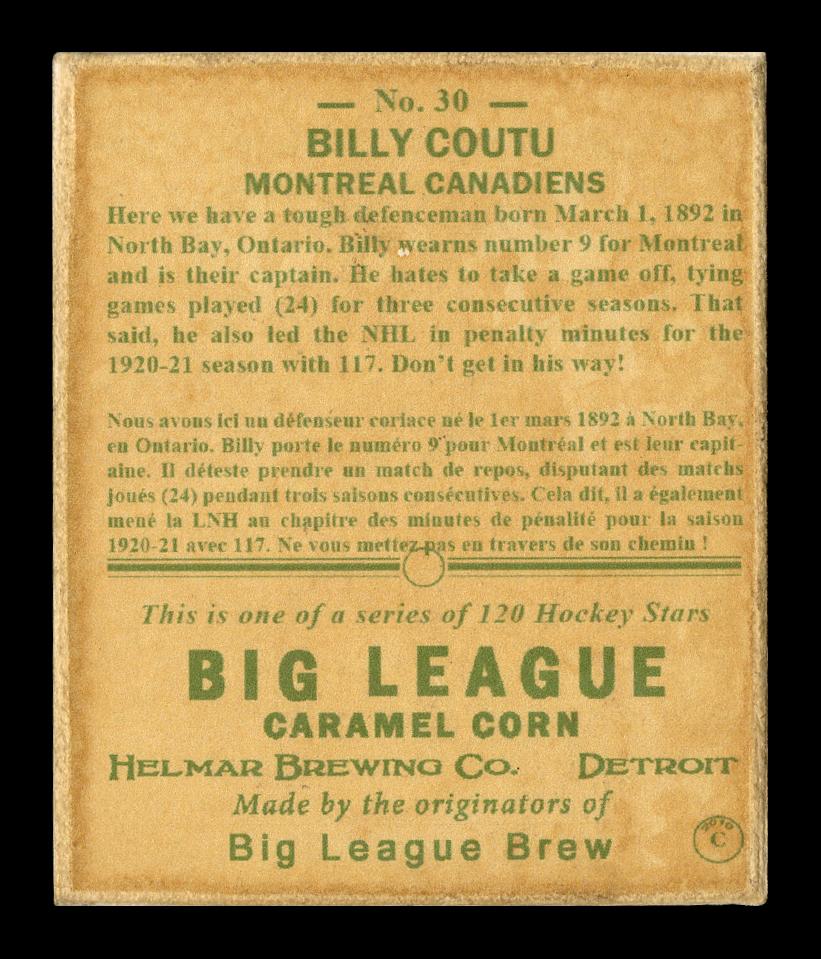 — No. 30 —
BILLY COUTU
MONTREAL CANADIENS
Here we have a tough defenceman born March 1, 1892 in
North Bay, Ontario. Billy wearns number 9 for Montreal
and is their captain. He hates to take a game off, tying
games played (24) for three consecutive seasons. That
said, he also led the NHL in penalty minutes for the
1920-21 season with 117. Don't get in his way!
Nous avons ici un défenseur coriace né le 1er mars 1892 à North Bay,
en Ontario. Billy porte le numéro 9 pour Montréal et est leur capit-
aine. Il déteste prendre un match de repos, disputant des matchs
joués (24) pendant trois saisons consécutives. Cela dit, il a également
mené la LNH au chapitre des minutes de pénalité pour la saison
1920-21 avec 117. Ne vous mettez pas en travers de son chemin !
This is one of a series of 120 Hockey Stars
BIG LEAGUE
CARAMEL CORN
HELMAR BREWING CO. DETROIT
Made by the originators of
Big League Brew
C